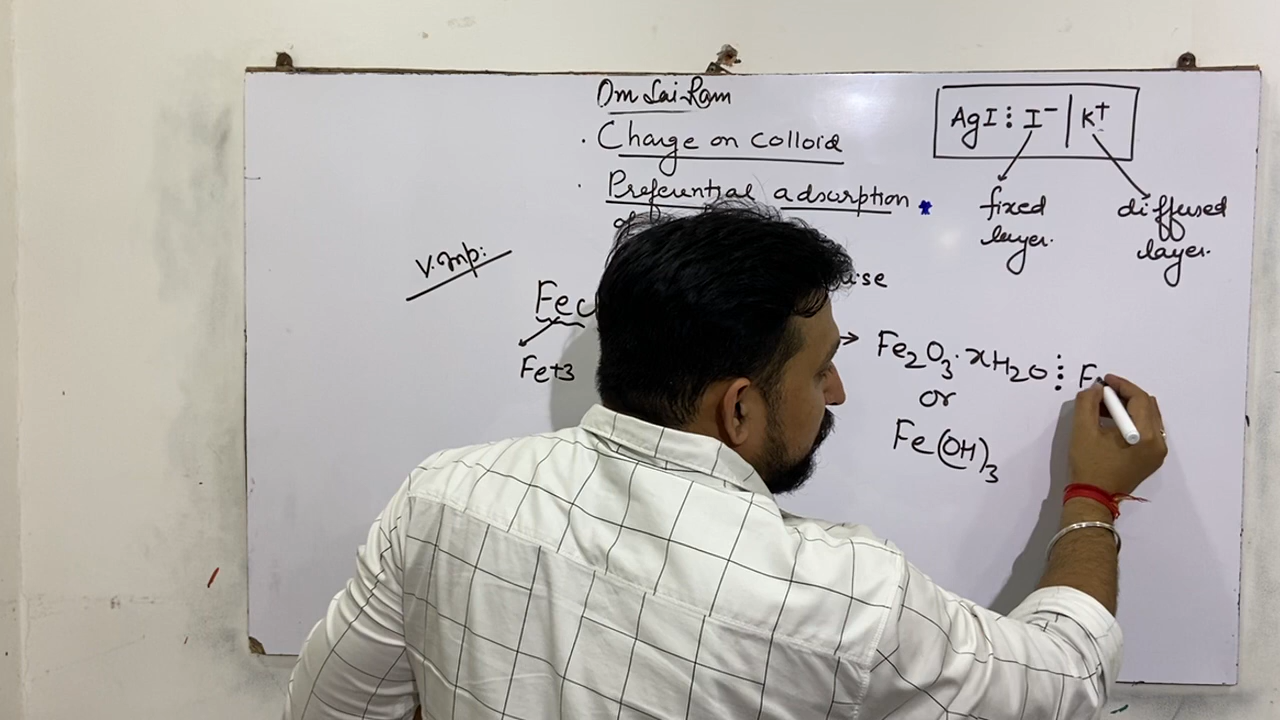 Om Sai Ram
· Charge on Colloid
· Preferential adsorption *
AgI ⋮ I⁻ | K⁺
fixed layer.
diffused layer.
V. Imp:
Fec
Fe+3
→ Fe₂O₃·xH₂O ⋮ F
or
Fe(OH)₃